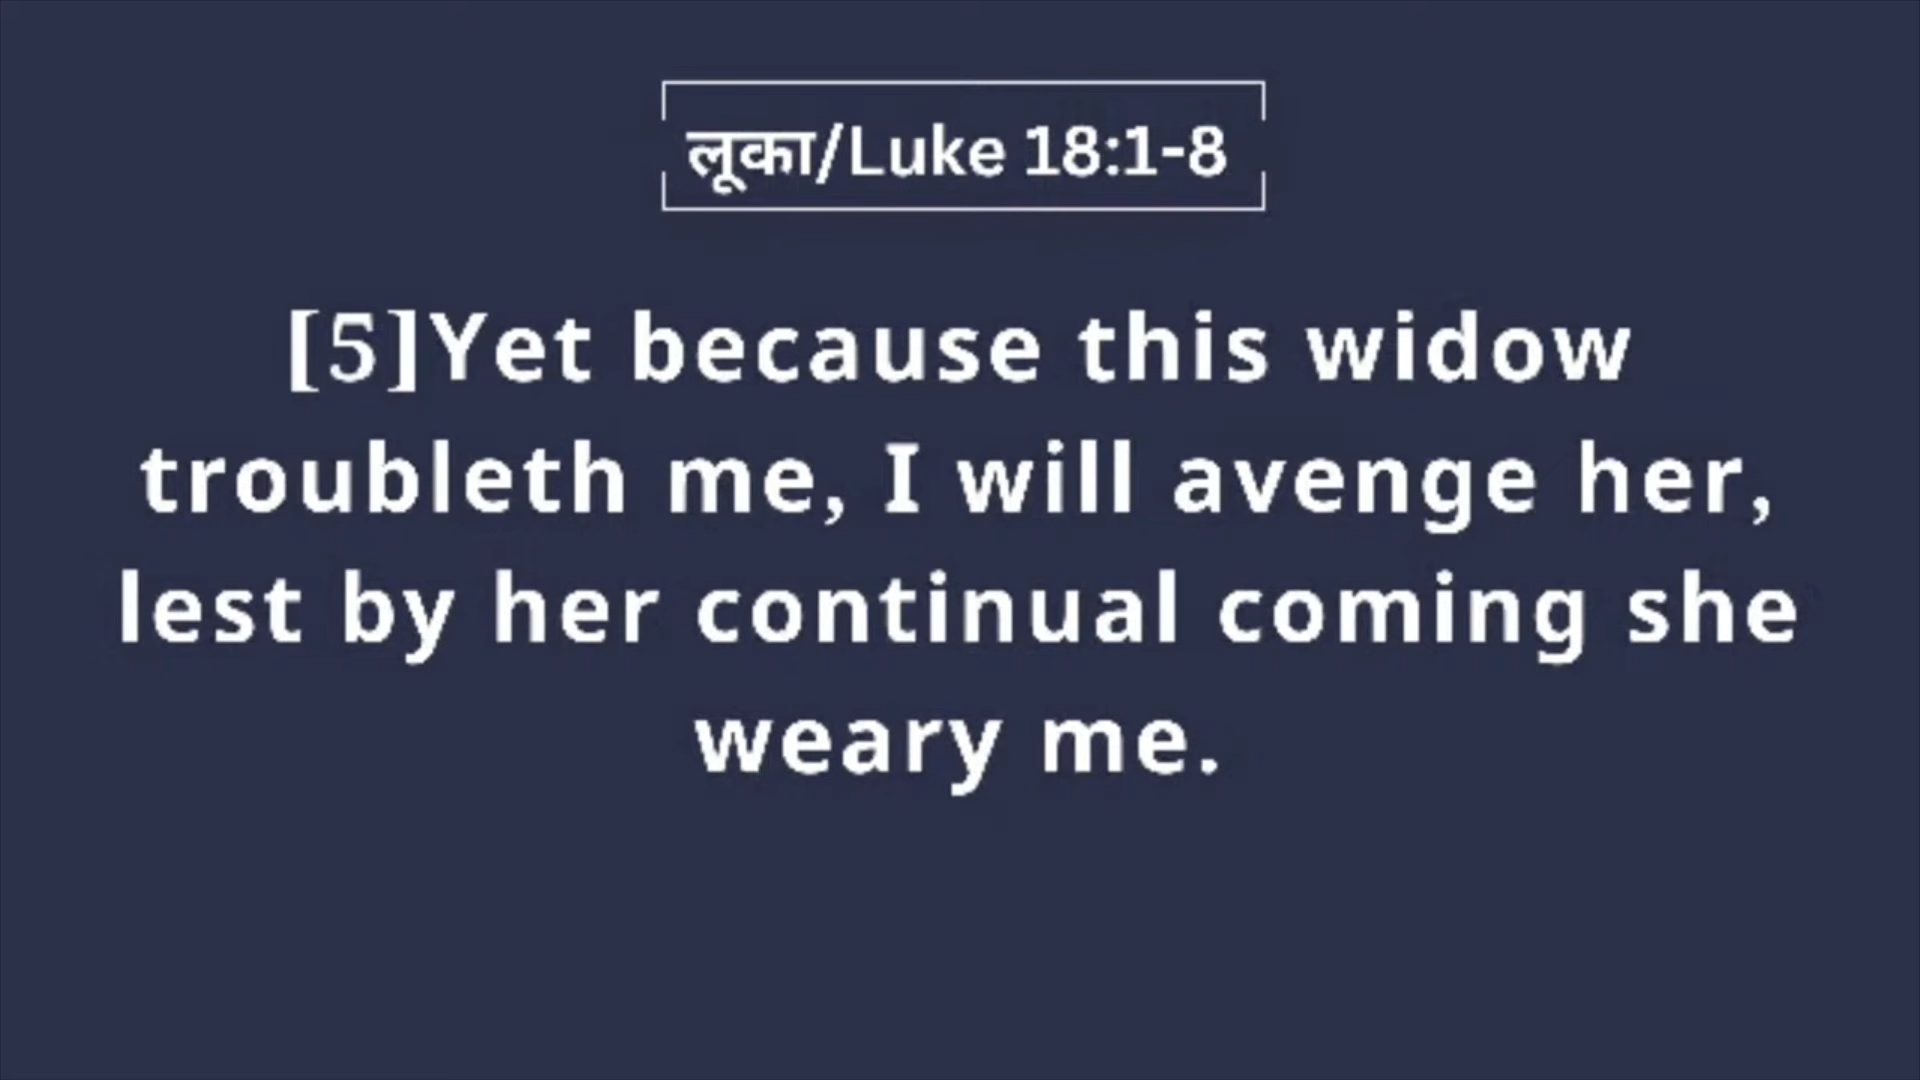 लूका/Luke 18:1-8
[5]Yet because this widow
troubleth me, I will avenge her,
lest by her continual coming she
weary me.